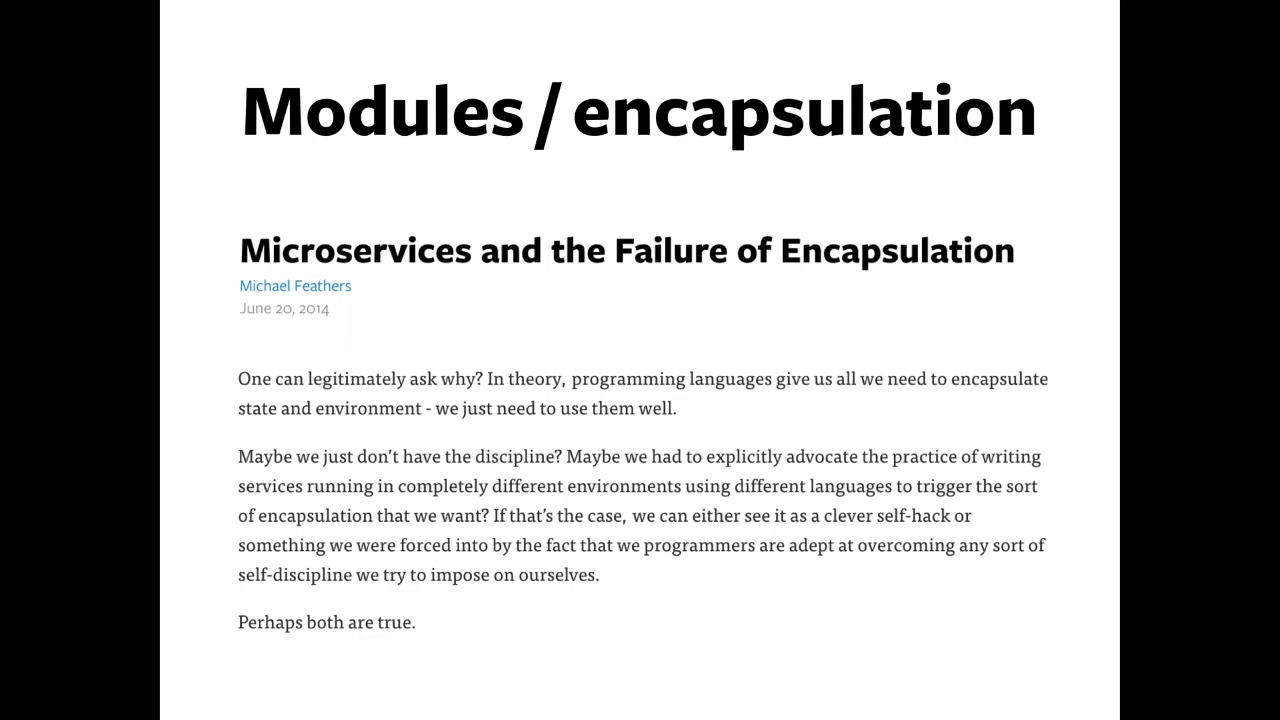 Modules / encapsulation
Microservices and the Failure of Encapsulation
Michael Feathers
June 20, 2014
One can legitimately ask why? In theory, programming languages give us all we need to encapsulate
state and environment - we just need to use them well.
Maybe we just don’t have the discipline? Maybe we had to explicitly advocate the practice of writing
services running in completely different environments using different languages to trigger the sort
of encapsulation that we want? If that’s the case, we can either see it as a clever self-hack or
something we were forced into by the fact that we programmers are adept at overcoming any sort of
self-discipline we try to impose on ourselves.
Perhaps both are true.